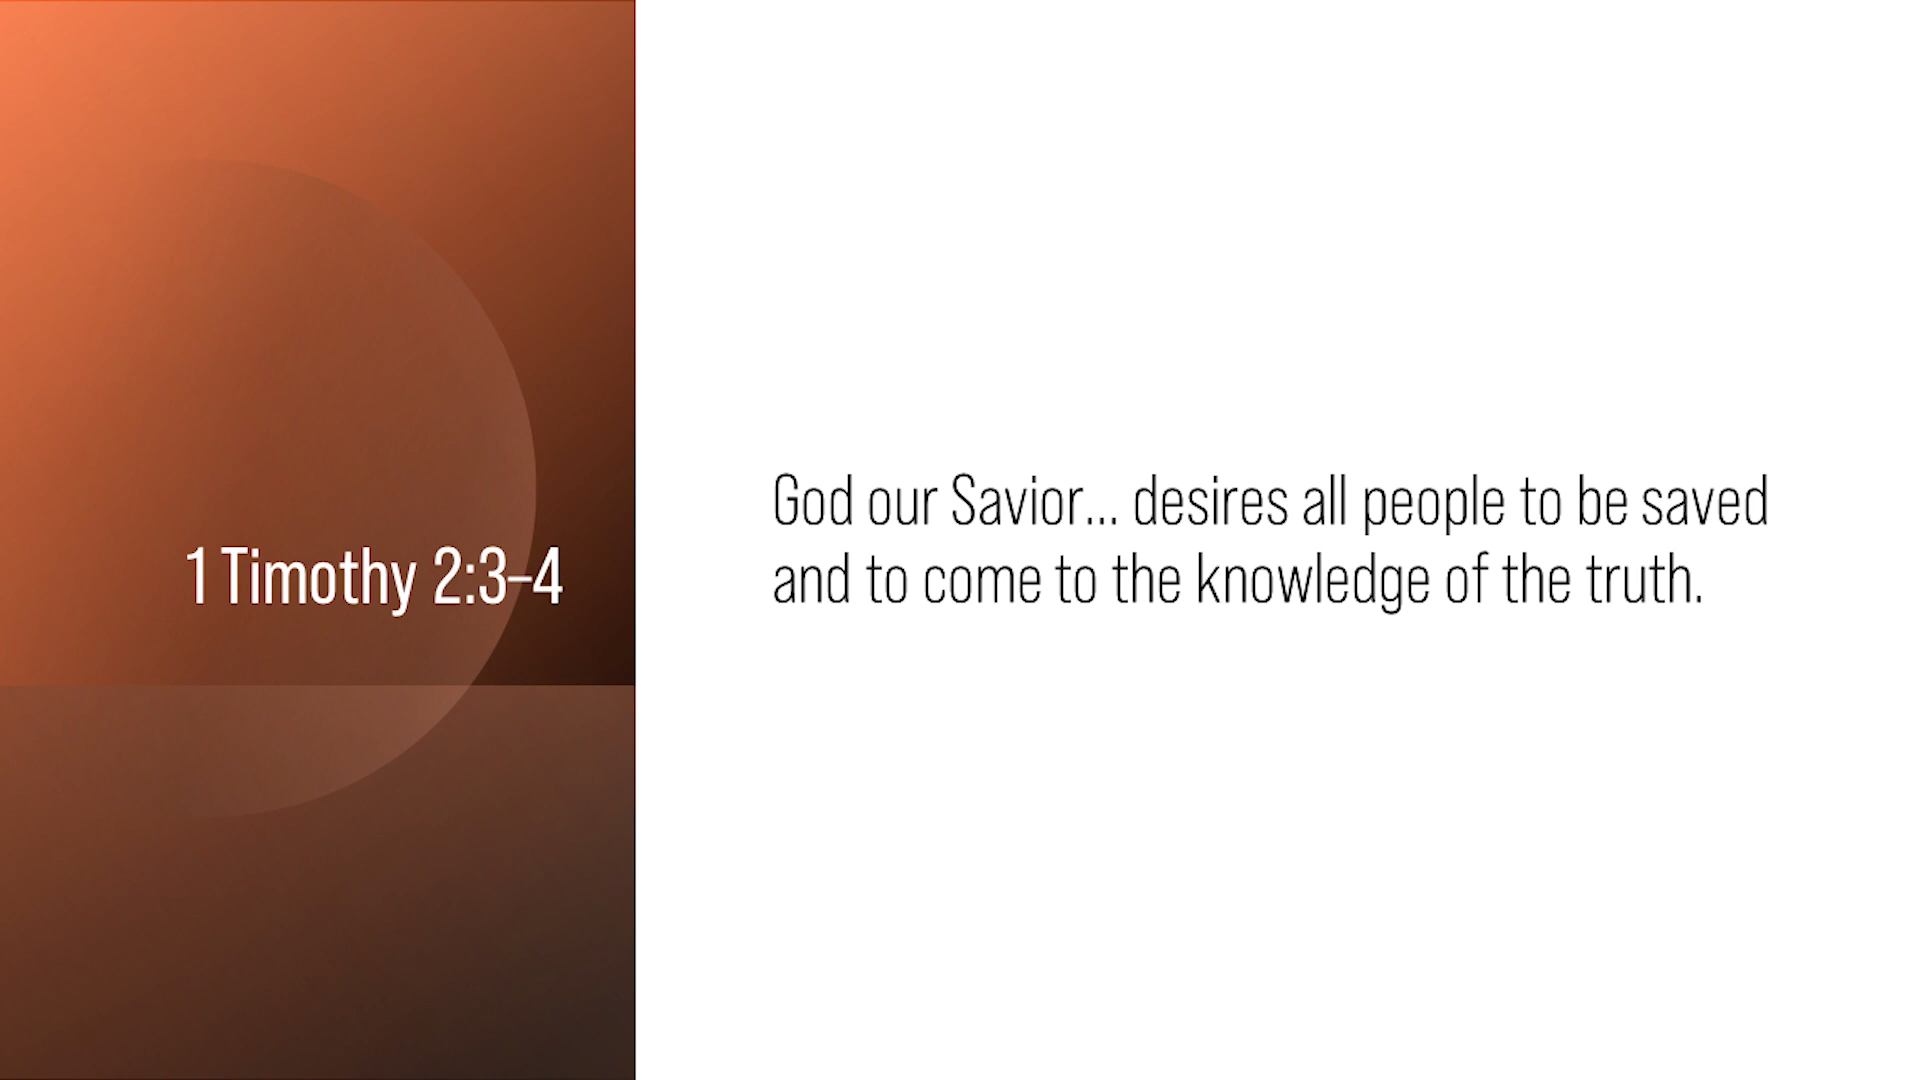 1 Timothy 2:3–4
God our Savior... desires all people to be saved
and to come to the knowledge of the truth.